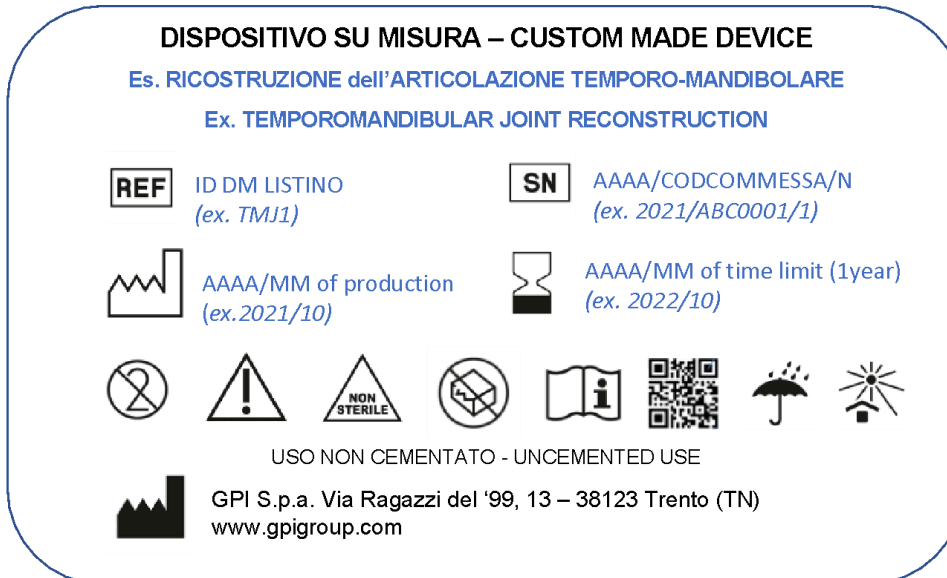 DISPOSITIVO SU MISURA – CUSTOM MADE DEVICE
Es. RICOSTRUZIONE dell'ARTICOLAZIONE TEMPORO-MANDIBOLARE
Ex. TEMPOROMANDIBULAR JOINT RECONSTRUCTION
REF ID DM LISTINO
(ex. TMJ1)
SN AAAA/CODCOMMESSA/N
(ex. 2021/ABC0001/1)
AAAA/MM of production
(ex.2021/10)
AAAA/MM of time limit (1year)
(ex. 2022/10)
2
NON
STERILE
USO NON CEMENTATO - UNCEMENTED USE
GPI S.p.a. Via Ragazzi del '99, 13 – 38123 Trento (TN)
www.gpigroup.com